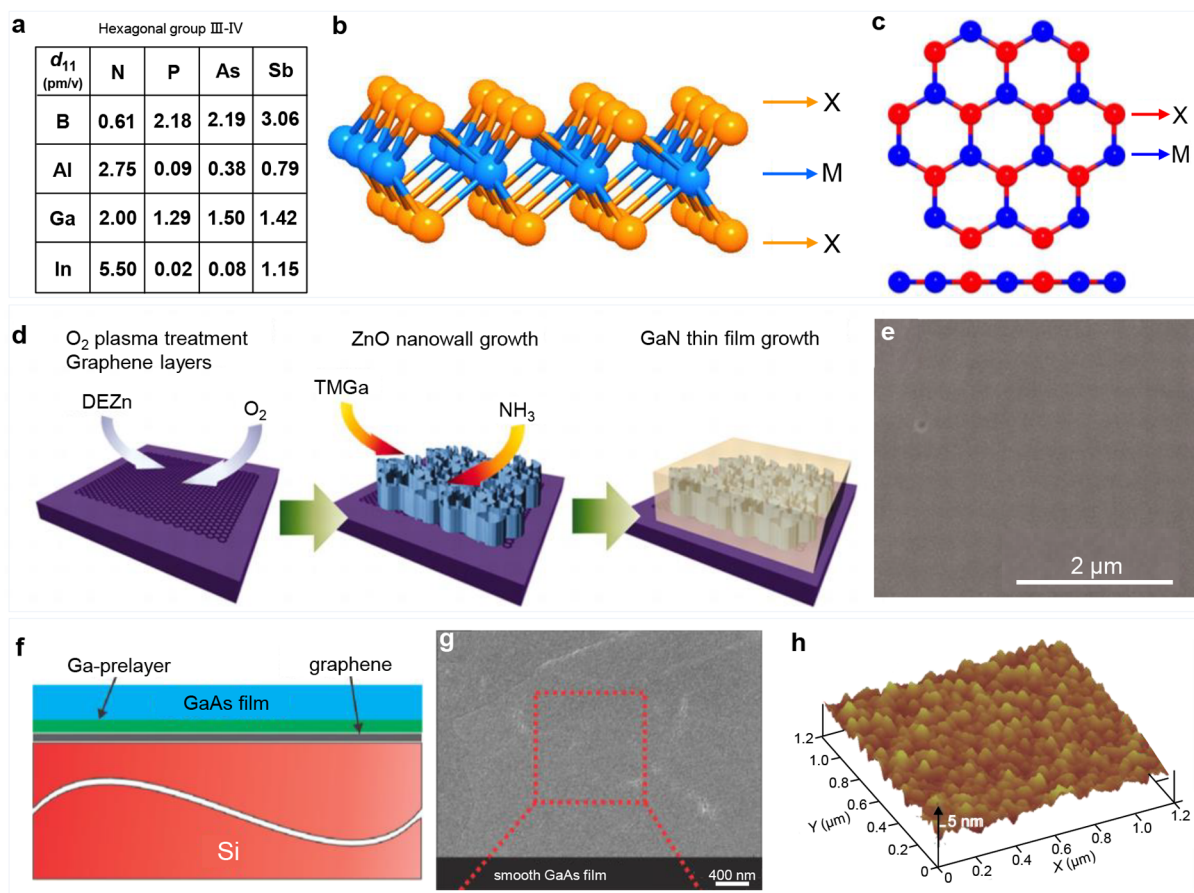 a
Hexagonal group Ⅲ-Ⅳ
d₁₁ (pm/v) N P As Sb
B 0.61 2.18 2.19 3.06
Al 2.75 0.09 0.38 0.79
Ga 2.00 1.29 1.50 1.42
In 5.50 0.02 0.08 1.15
b
X
M
X
c
X
M
d
O₂ plasma treatment
Graphene layers
DEZn
O₂
ZnO nanowall growth
TMGa
NH₃
GaN thin film growth
e
2 μm
f
Ga-prelayer
graphene
GaAs film
Si
g
smooth GaAs film
400 nm
h
1.2
1.0
0.8
0.6
0.4
0.2
0
Y (μm)
5 nm
0
0.2
0.4
0.6
0.8
1.0
1.2
X (μm)
1.2